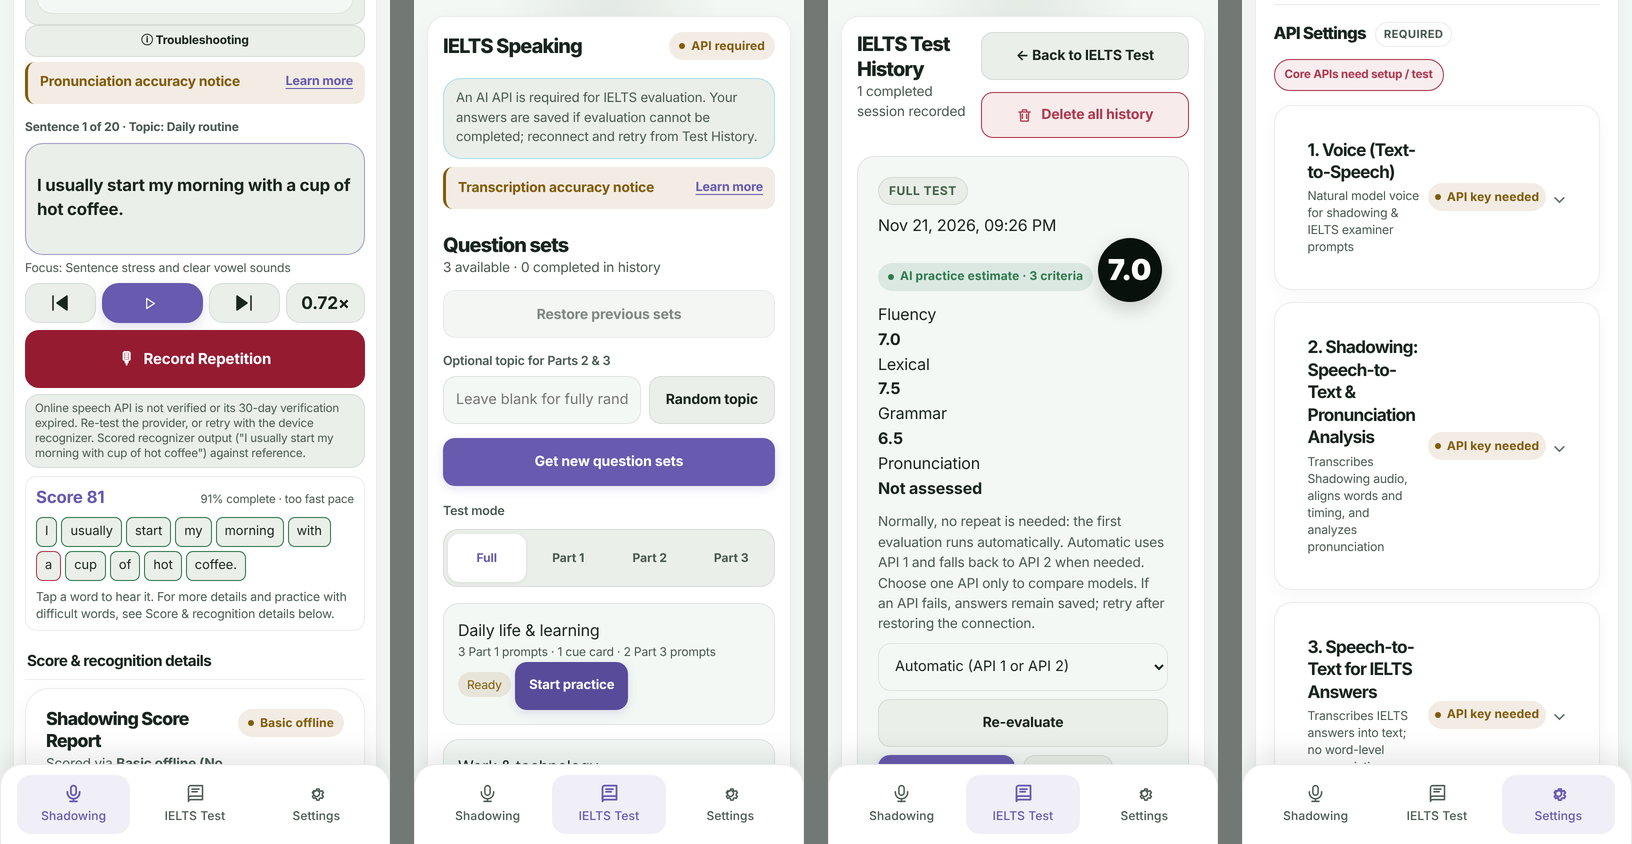 Troubleshooting
Pronunciation accuracy notice Learn more
Sentence 1 of 20 · Topic: Daily routine
I usually start my morning with a cup of
hot coffee.
Focus: Sentence stress and clear vowel sounds
0.72×
Record Repetition
Online speech API is not verified or its 30-day verification
expired. Re-test the provider, or retry with the device
recognizer. Scored recognizer output ("I usually start my
morning with cup of hot coffee") against reference.
Score 81 91% complete · too fast pace
I usually start my morning with
a cup of hot coffee.
Tap a word to hear it. For more details and practice with
difficult words, see Score & recognition details below.
Score & recognition details
Shadowing Score
Report
Basic offline
Scored via Basic offline (No
Shadowing IELTS Test Settings
IELTS Speaking API required
An AI API is required for IELTS evaluation. Your
answers are saved if evaluation cannot be
completed; reconnect and retry from Test History.
Transcription accuracy notice Learn more
Question sets
3 available · 0 completed in history
Restore previous sets
Optional topic for Parts 2 & 3
Leave blank for fully rand Random topic
Get new question sets
Test mode
Full Part 1 Part 2 Part 3
Daily life & learning
3 Part 1 prompts · 1 cue card · 2 Part 3 prompts
Ready Start practice
Work & technology
Shadowing IELTS Test Settings
IELTS Test
History
1 completed
session recorded
← Back to IELTS Test
Delete all history
FULL TEST
Nov 21, 2026, 09:26 PM
AI practice estimate · 3 criteria 7.0
Fluency
7.0
Lexical
7.5
Grammar
6.5
Pronunciation
Not assessed
Normally, no repeat is needed: the first
evaluation runs automatically. Automatic uses
API 1 and falls back to API 2 when needed.
Choose one API only to compare models. If
an API fails, answers remain saved; retry after
restoring the connection.
Automatic (API 1 or API 2)
Re-evaluate
Shadowing IELTS Test Settings
API Settings REQUIRED
Core APIs need setup / test
1. Voice (Text-
to-Speech)
Natural model voice
for shadowing &
IELTS examiner
prompts
API key needed
2. Shadowing:
Speech-to-
Text &
Pronunciation
Analysis
Transcribes
Shadowing audio,
aligns words and
timing, and
analyzes
pronunciation
API key needed
3. Speech-to-
Text for IELTS
Answers
Transcribes IELTS
answers into text;
no word-level
API key needed
Shadowing IELTS Test Settings